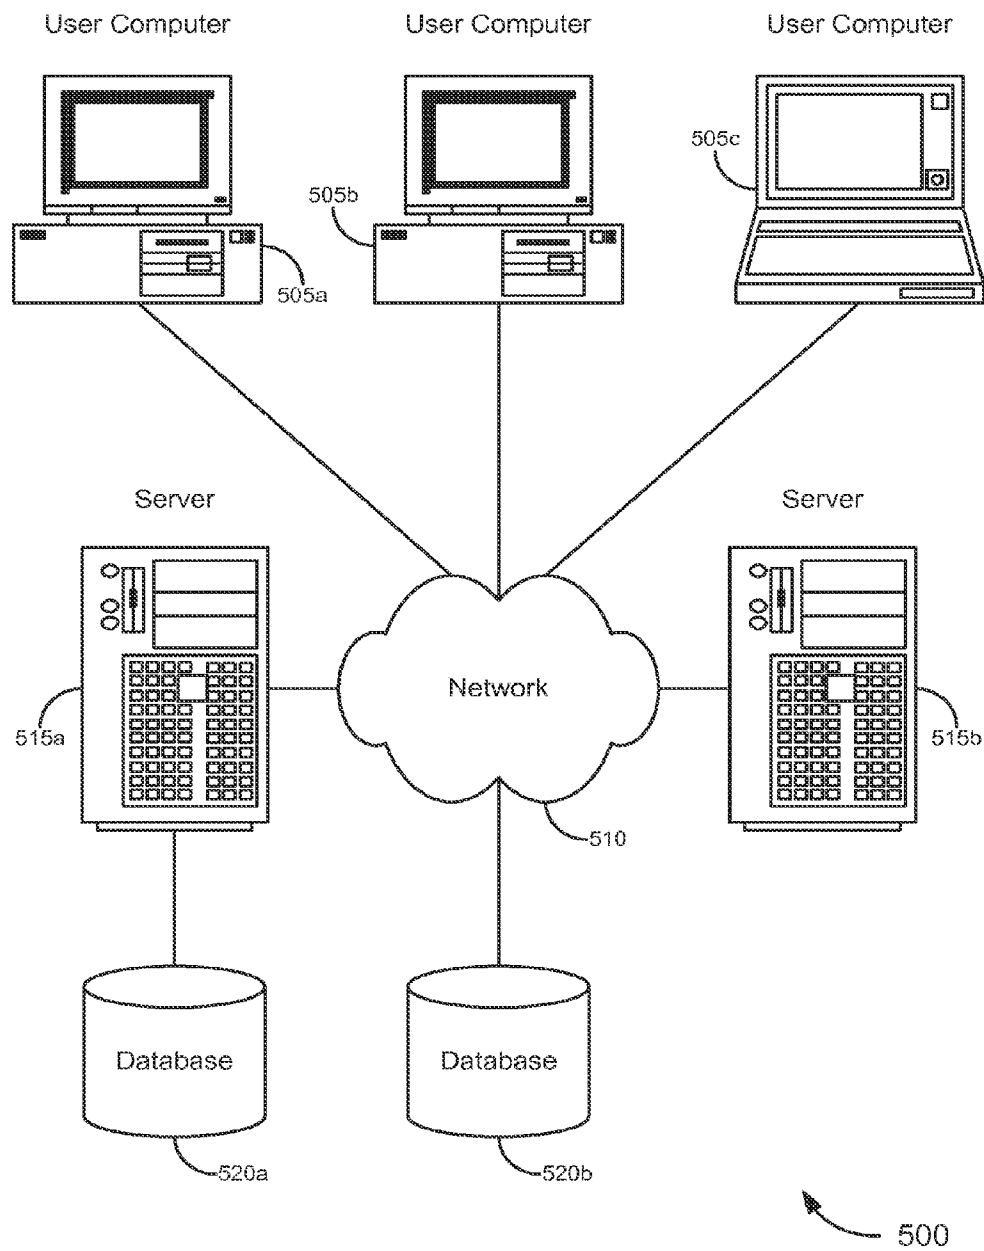 User Computer
User Computer
User Computer
505c
505b
505a
Server
Server
Network
515a
515b
510
Database
Database
520a
520b
500